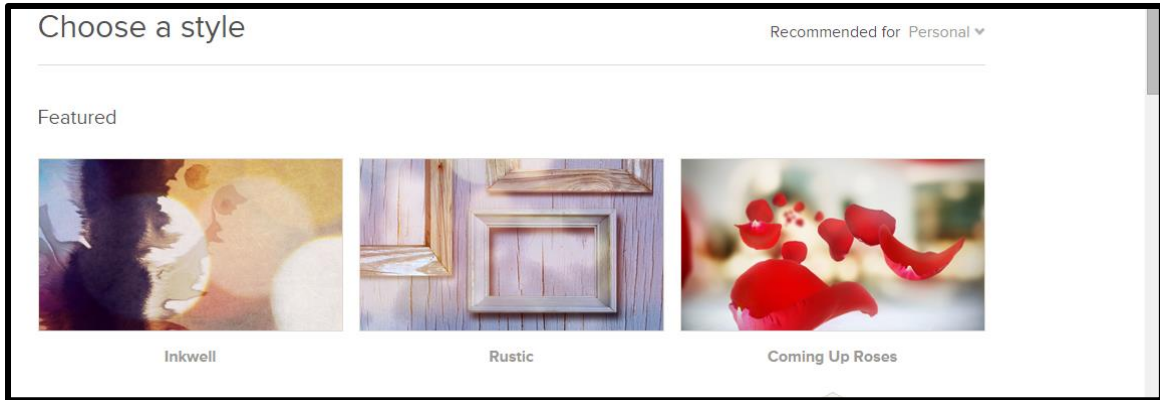 Choose a style
Recommended for Personal
Featured
Inkwell
Rustic
Coming Up Roses